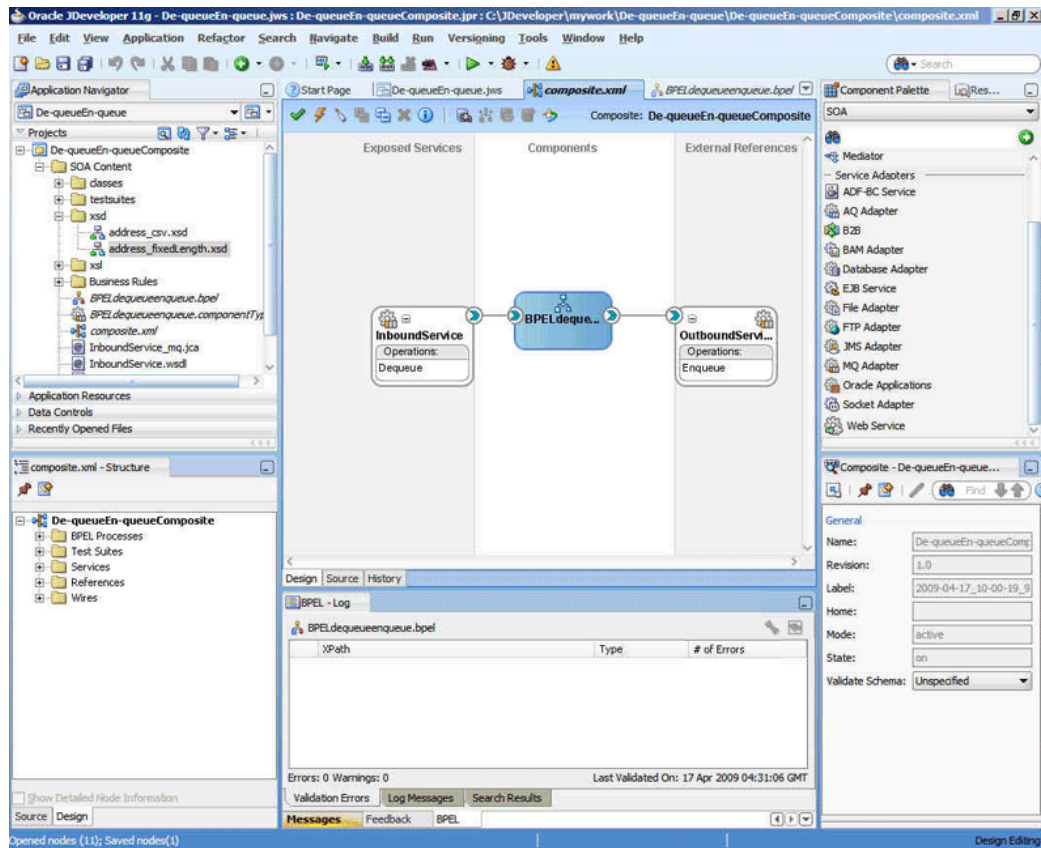 Oracle JDeveloper 11g - De-queueEn-queue.jws : De-queueEn-queueComposite.jpr : C:\JDeveloper\mywork\De-queueEn-queue\De-queueEn-queueComposite\composite.xml
File Edit View Application Refactor Search Navigate Build Run Versioning Tools Window Help
Search
Application Navigator
De-queueEn-queue
Projects
De-queueEn-queueComposite
SOA Content
classes
testsuites
xsd
address_csv.xsd
address_fixedLength.xsd
xsl
Business Rules
BPELdequeueenqueue.bpel
BPELdequeueenqueue.componentTyp
composite.xml
InboundService_mq.jca
InboundService.wsdl
Application Resources
Data Controls
Recently Opened Files
composite.xml - Structure
De-queueEn-queueComposite
BPEL Processes
Test Suites
Services
References
Wires
Show Detailed Node Information
Source Design
Start Page De-queueEn-queue.jws composite.xml BPELdequeueenqueue.bpel
Composite: De-queueEn-queueComposite
Exposed Services Components External References
InboundService
Operations:
Dequeue
BPELdeque...
OutboundServi...
Operations:
Enqueue
Design Source History
BPEL - Log
BPELdequeueenqueue.bpel
XPath Type # of Errors
Errors: 0 Warnings: 0 Last Validated On: 17 Apr 2009 04:31:06 GMT
Validation Errors Log Messages Search Results
Messages Feedback BPEL
Component Palette Res...
SOA
Mediator
Service Adapters
ADF-BC Service
AQ Adapter
B2B
BAM Adapter
Database Adapter
EJB Service
File Adapter
FTP Adapter
JMS Adapter
MQ Adapter
Oracle Applications
Socket Adapter
Web Service
Composite - De-queueEn-queue...
Find
General
Name: De-queueEn-queueComp
Revision: 1.0
Label: 2009-04-17_10-00-19_9
Home:
Mode: active
State: on
Validate Schema: Unspecified
Opened nodes (11); Saved nodes(1) Design Editing